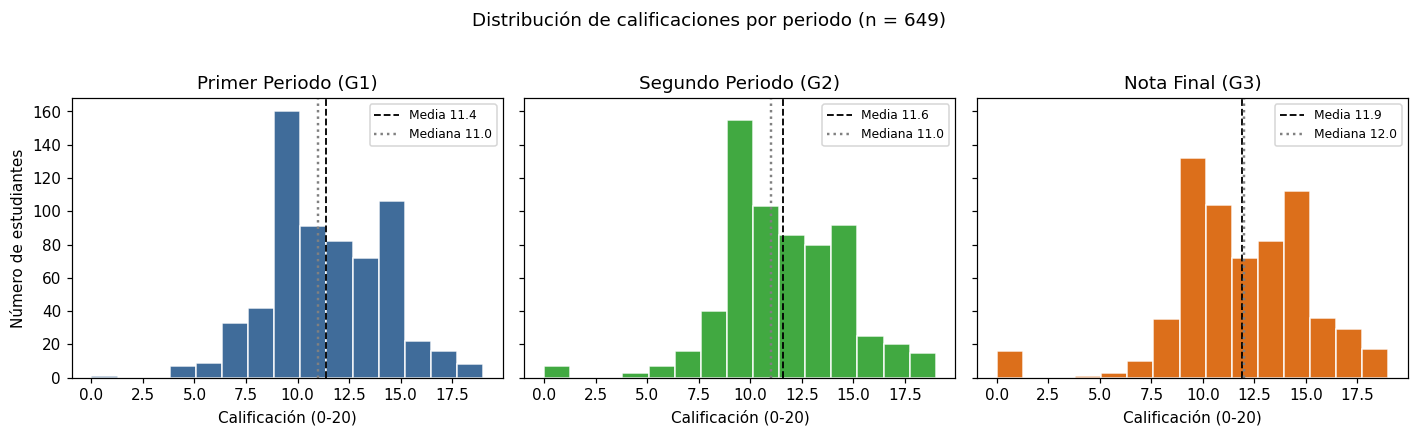 Distribución de calificaciones por periodo (n = 649)
Primer Periodo (G1)
Número de estudiantes
160
140
120
100
80
60
40
20
0
Media 11.4
Mediana 11.0
0.0 2.5 5.0 7.5 10.0 12.5 15.0 17.5
Calificación (0-20)
Segundo Periodo (G2)
Media 11.6
Mediana 11.0
0.0 2.5 5.0 7.5 10.0 12.5 15.0 17.5
Calificación (0-20)
Nota Final (G3)
Media 11.9
Mediana 12.0
0.0 2.5 5.0 7.5 10.0 12.5 15.0 17.5
Calificación (0-20)